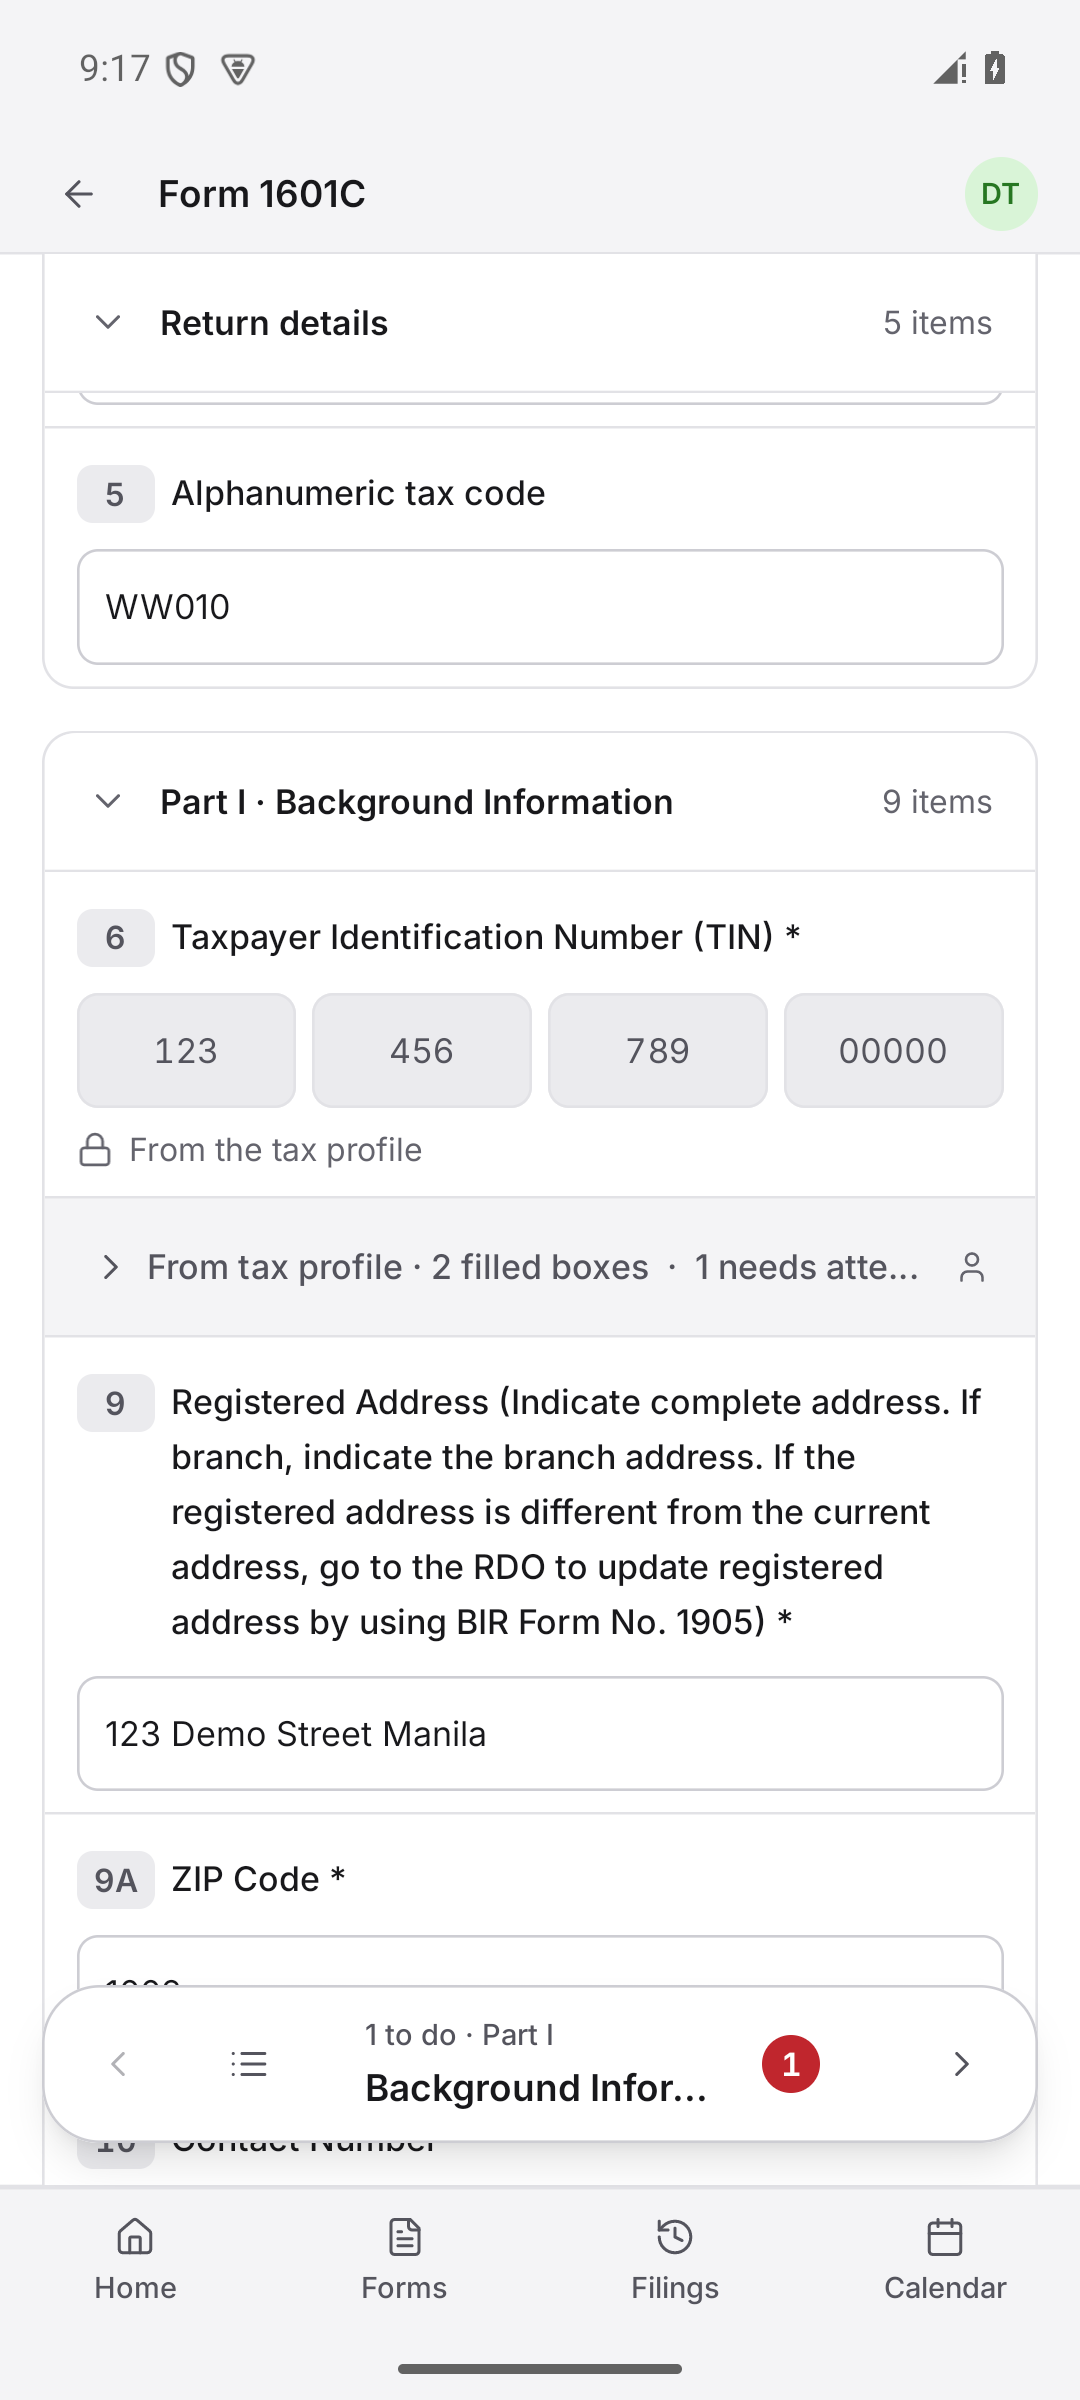 9:17
Form 1601C
DT
Return details
5 items
5
Alphanumeric tax code
WW010
Part I · Background Information
9 items
6
Taxpayer Identification Number (TIN) *
123
456
789
00000
From the tax profile
From tax profile · 2 filled boxes · 1 needs atte...
9
Registered Address (Indicate complete address. If
branch, indicate the branch address. If the
registered address is different from the current
address, go to the RDO to update registered
address by using BIR Form No. 1905) *
123 Demo Street Manila
9A
ZIP Code *
1 to do · Part I
Background Infor...
1
10
Contact Number
Home
Forms
Filings
Calendar